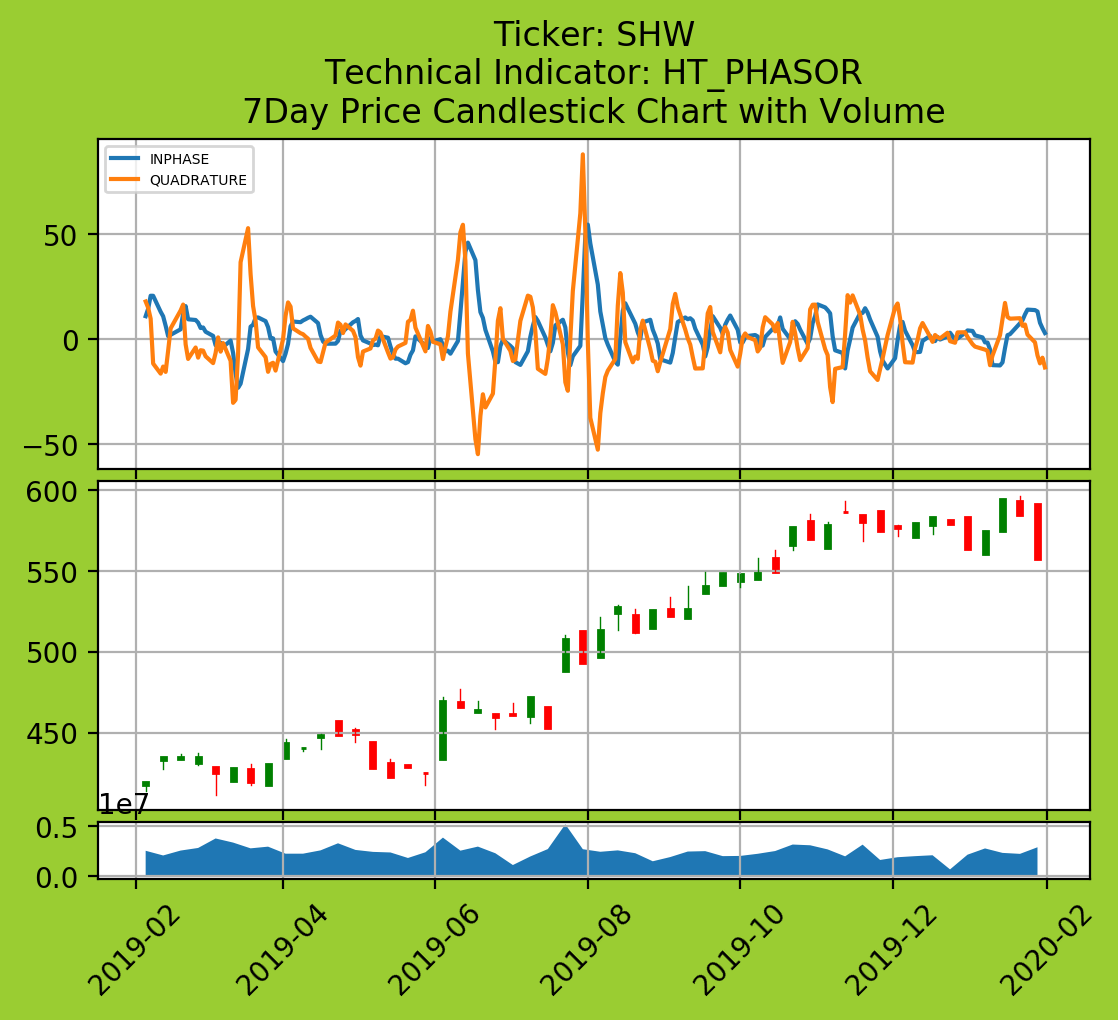 Ticker: SHW
Technical Indicator: HT_PHASOR
7Day Price Candlestick Chart with Volume
INPHASE
QUADRATURE
50
0
−50
600
550
500
450
1e7
0.5
0.0
2019-02
2019-04
2019-06
2019-08
2019-10
2019-12
2020-02